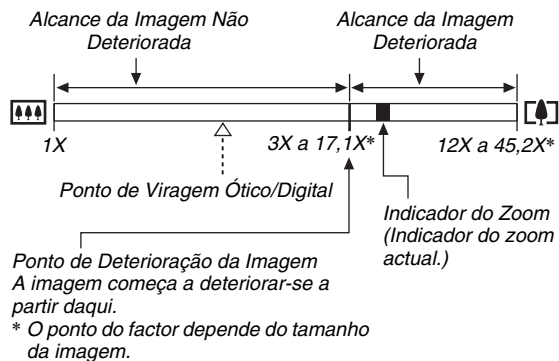 Alcance da Imagem Não
Deteriorada
Alcance da Imagem
Deteriorada
1X
3X a 17,1X*
12X a 45,2X*
Ponto de Viragem Ótico/Digital
Indicador do Zoom
(Indicador do zoom
actual.)
Ponto de Deterioração da Imagem
A imagem começa a deteriorar-se a
partir daqui.
* O ponto do factor depende do tamanho
da imagem.